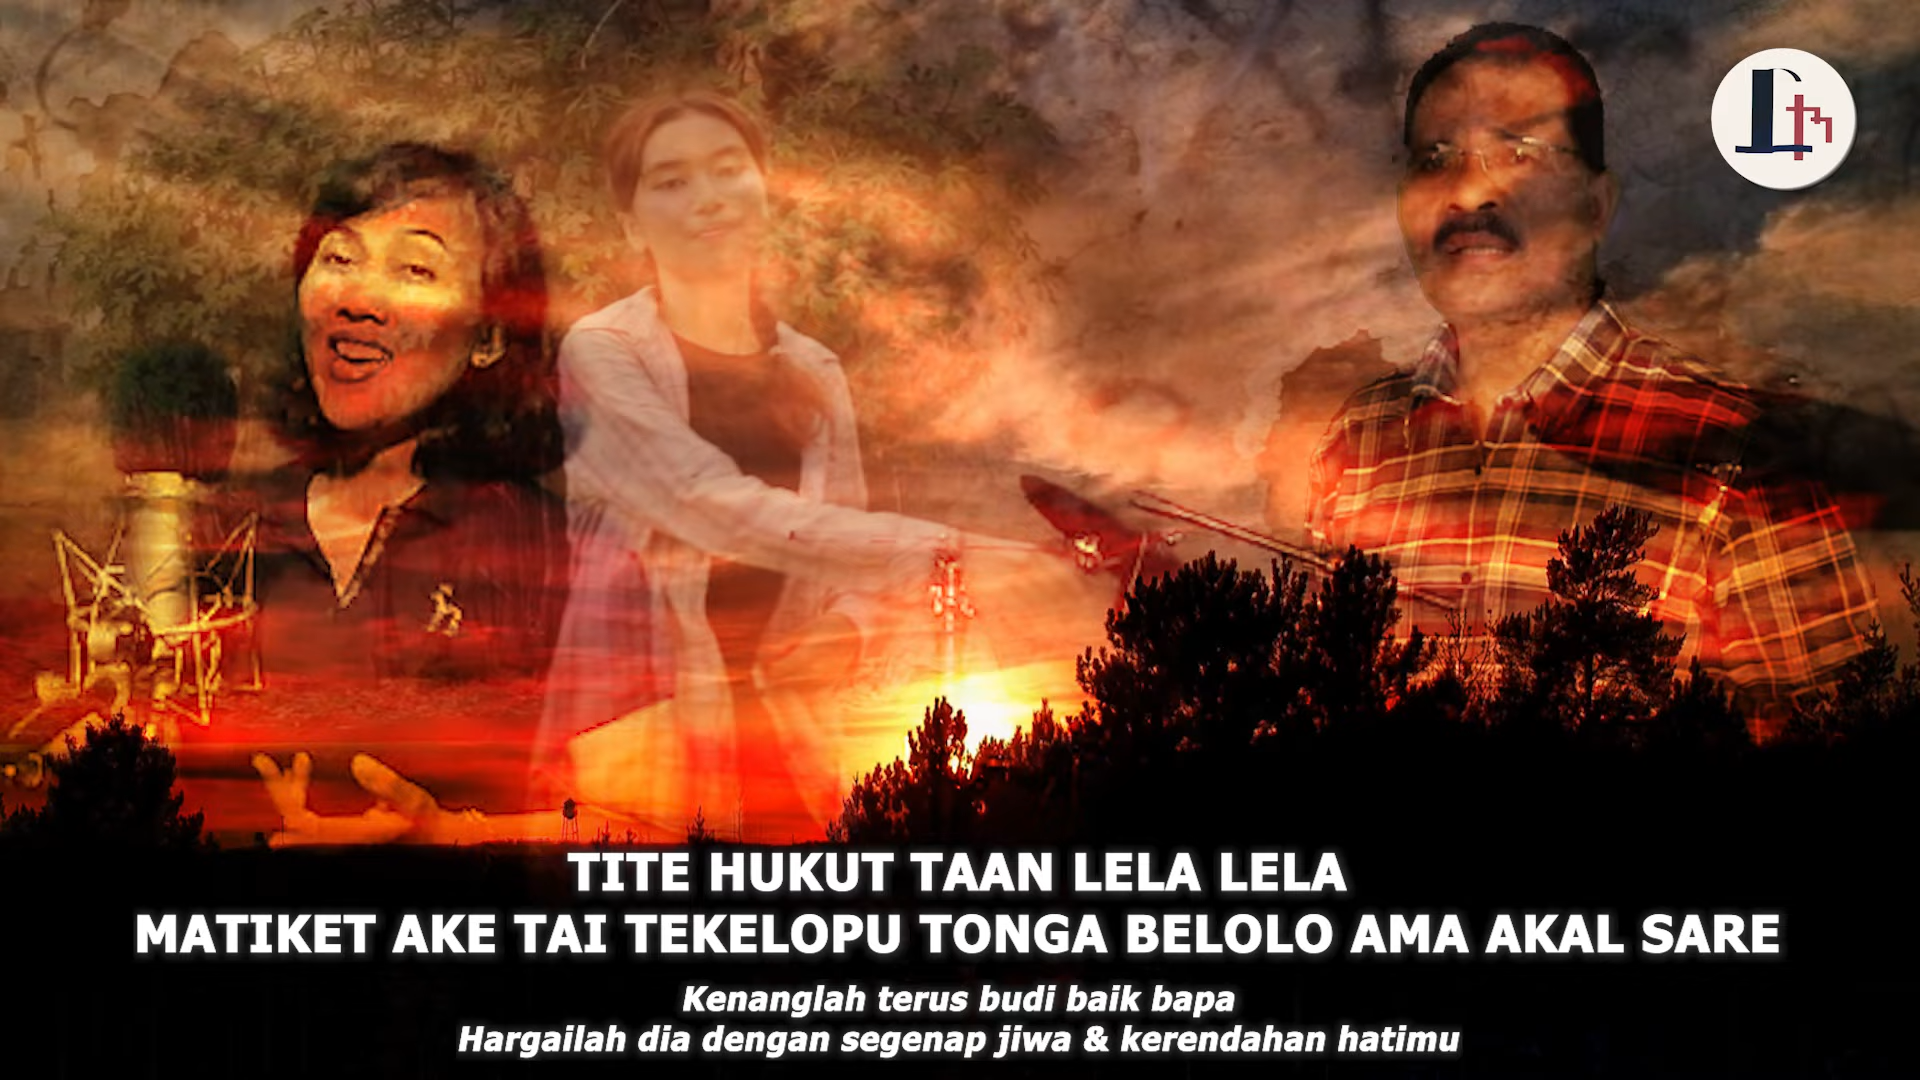 TITE HUKUT TAAN LELA LELA
MATIKET AKE TAI TEKELOPU TONGA BELOLO AMA AKAL SARE
Kenanglah terus budi baik bapa
Hargailah dia dengan segenap jiwa & kerendahan hatimu